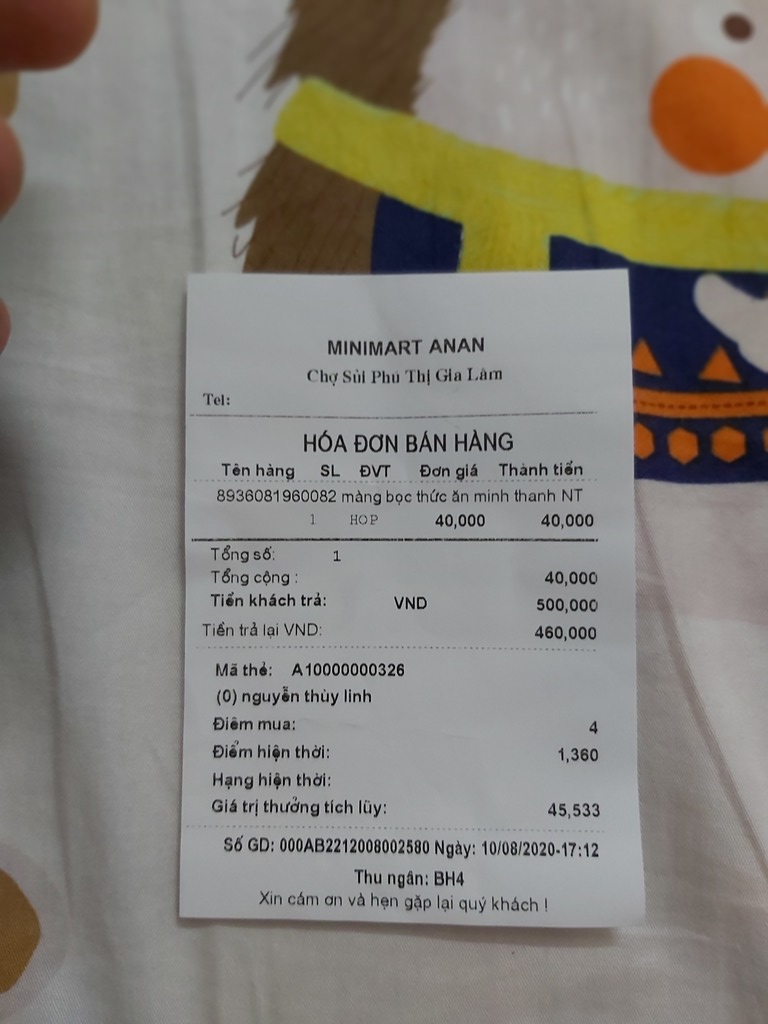 MINIMART ANAN
Chợ Sủi Phú Thị Gia Lâm
Tel:
HÓA ĐƠN BÁN HÀNG
Tên hàng SL ĐVT Đơn giá Thành tiền
8936081960082 màng bọc thức ăn minh thanh NT
1 HOP 40,000 40,000
Tổng số: 1
Tổng cộng : 40,000
Tiền khách trả: VND 500,000
Tiền trả lại VND: 460,000
Mã thẻ: A10000000326
(0) nguyễn thùy linh
Điểm mua: 4
Điểm hiện thời: 1,360
Hạng hiện thời:
Giá trị thưởng tích lũy: 45,533
Số GD: 000AB2212008002580 Ngày: 10/08/2020-17:12
Thu ngân: BH4
Xin cám ơn và hẹn gặp lại quý khách !